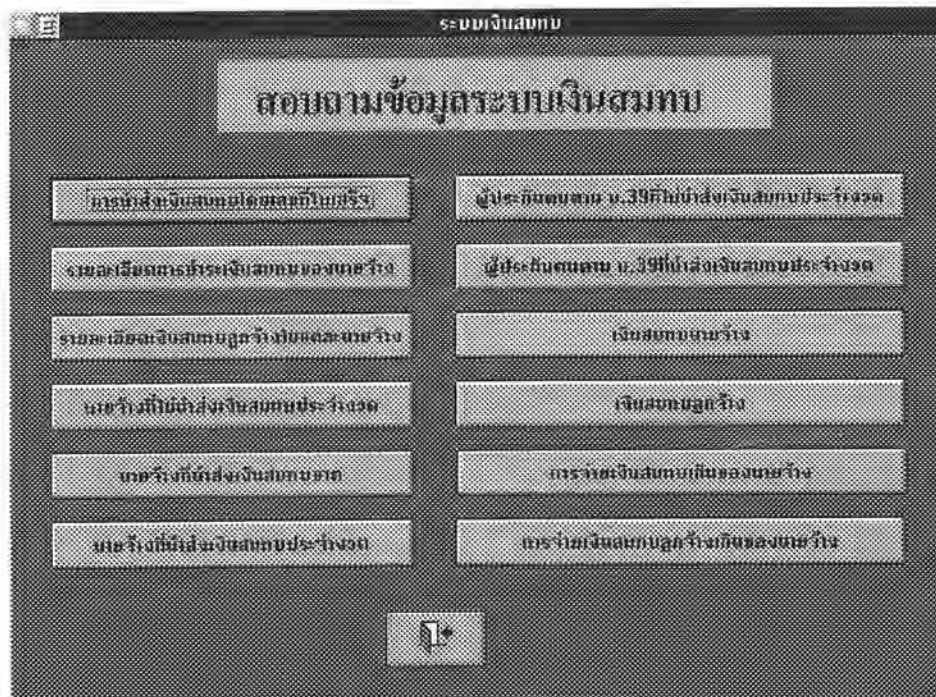 ระบบเงินสมทบ
สอบถามข้อมูลระบบเงินสมทบ
การนำส่งเงินสมทบโดยเลขที่ใบเสร็จฯ
รายละเอียดการชำระเงินสมทบของนายจ้าง
รายละเอียดเงินสมทบลูกจ้างในแต่ละนายจ้าง
นายจ้างที่ไม่นำส่งเงินสมทบประจำงวด
นายจ้างที่นำส่งเงินสมทบขาด
นายจ้างที่นำส่งเงินสมทบประจำงวด
ผู้ประกันตนตาม ม.39ที่ไม่นำส่งเงินสมทบประจำงวด
ผู้ประกันตนตาม ม.39ที่นำส่งเงินสมทบประจำงวด
เงินสมทบนายจ้าง
เงินสมทบลูกจ้าง
การจ่ายเงินสมทบเกินของนายจ้าง
การจ่ายเงินสมทบลูกจ้างเกินของนายจ้าง